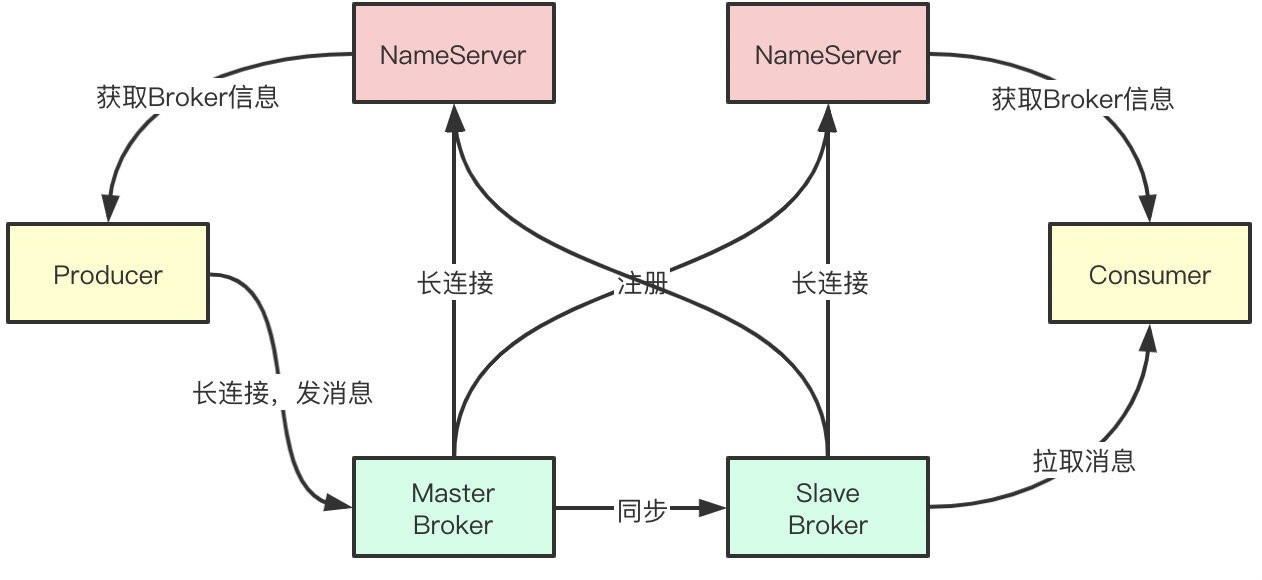 NameServer
NameServer
获取Broker信息
获取Broker信息
Producer
长连接
注册
长连接
Consumer
长连接，发消息
拉取消息
Master
Broker
同步
Slave
Broker